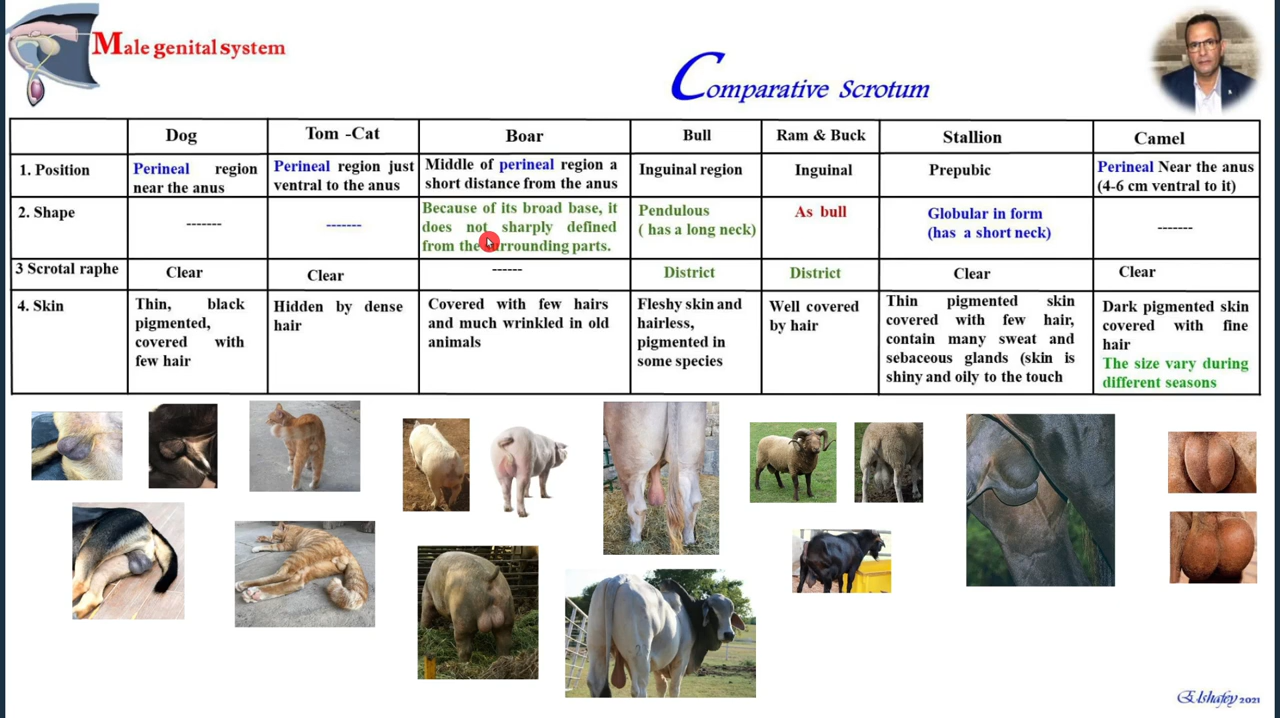 Male genital system
Comparative Scrotum
Dog
Tom -Cat
Boar
Bull
Ram & Buck
Stallion
Camel
1. Position
Perineal region
near the anus
Perineal region just
ventral to the anus
Middle of perineal region a
short distance from the anus
Inguinal region
Inguinal
Prepubic
Perineal Near the anus
(4-6 cm ventral to it)
2. Shape
-------
-------
Because of its broad base, it
does not sharply defined
from the surrounding parts.
Pendulous
( has a long neck)
As bull
Globular in form
(has a short neck)
-------
3 Scrotal raphe
Clear
Clear
------
District
District
Clear
Clear
4. Skin
Thin, black
pigmented,
covered with
few hair
Hidden by dense
hair
Covered with few hairs
and much wrinkled in old
animals
Fleshy skin and
hairless,
pigmented in
some species
Well covered
by hair
Thin pigmented skin
covered with few hair,
contain many sweat and
sebaceous glands (skin is
shiny and oily to the touch
Dark pigmented skin
covered with fine
hair
The size vary during
different seasons
Elshafey 2021